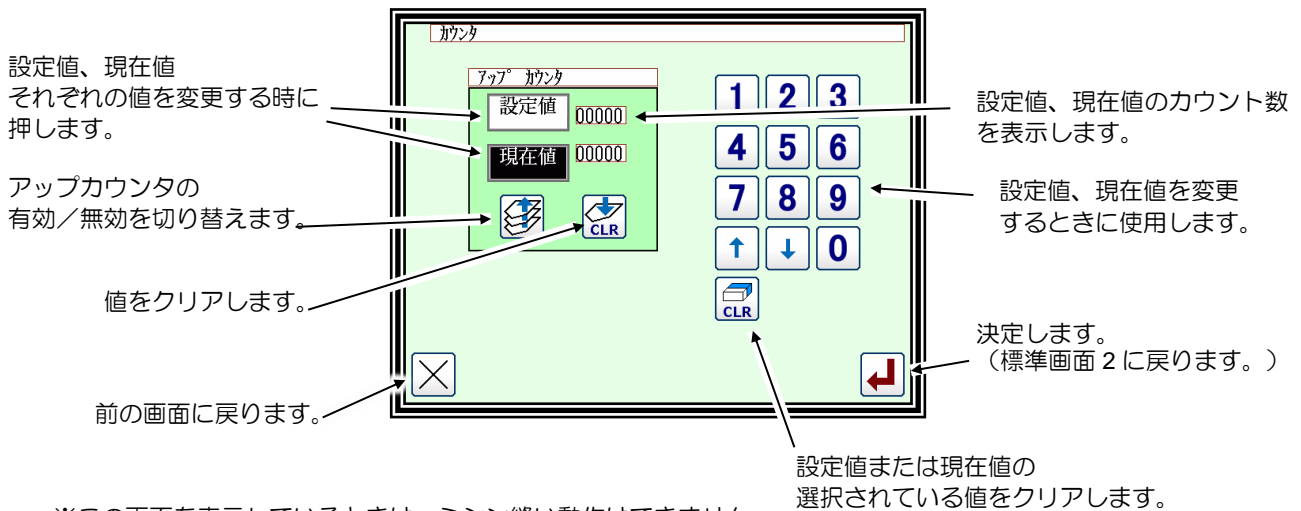 カウンタ
設定値、現在値
それぞれの値を変更する時に
押します。
アップ カウンタ
設定値 00000
現在値 00000
1 2 3
4 5 6
7 8 9
↑ ↓ 0
CLR
CLR
設定値、現在値のカウント数
を表示します。
アップカウンタの
有効／無効を切り替えます。
設定値、現在値を変更
するときに使用します。
値をクリアします。
決定します。
（標準画面 2 に戻ります。）
前の画面に戻ります。
設定値または現在値の
選択されている値をクリアします。